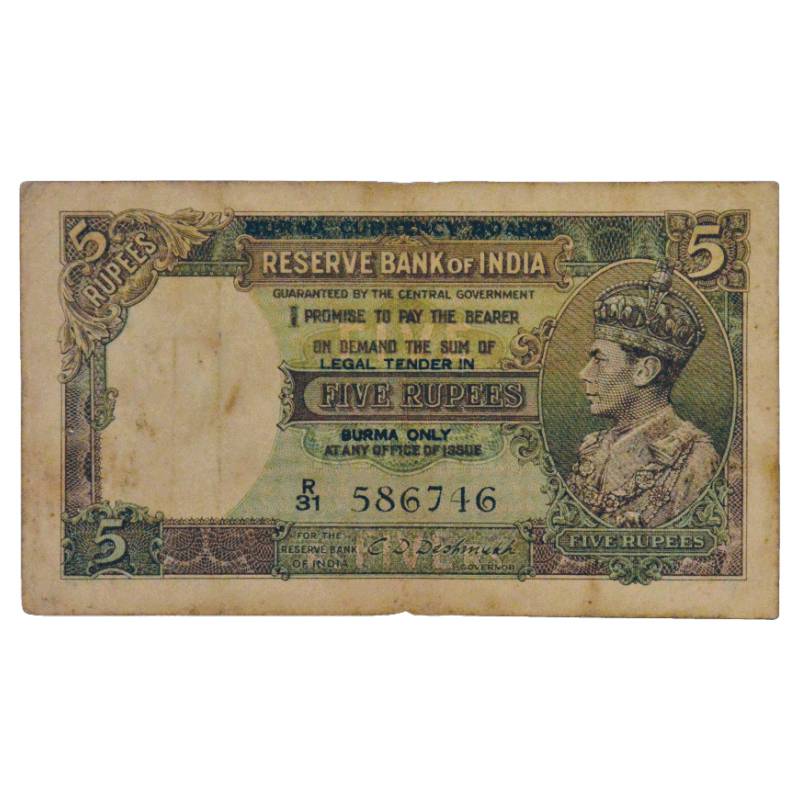 5 RUPEES
BURMA CURRENCY BOARD
5
RESERVE BANK OF INDIA
GUARANTEED BY THE CENTRAL GOVERNMENT
I PROMISE TO PAY THE BEARER
FIVE
ON DEMAND THE SUM OF
LEGAL TENDER IN
FIVE RUPEES
BURMA ONLY
AT ANY OFFICE OF ISSUE
R
31 586746
5
FOR THE
RESERVE BANK
OF INDIA
C. D. Deshmukh
GOVERNOR
FIVE
FIVE RUPEES